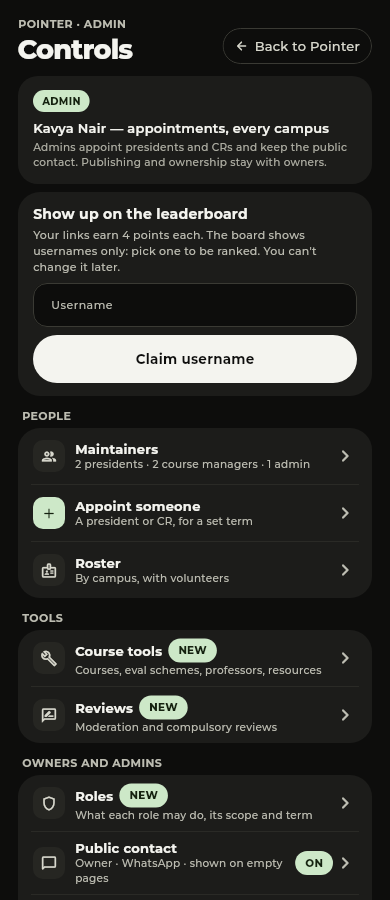 POINTER · ADMIN
Controls
← Back to Pointer
ADMIN
Kavya Nair — appointments, every campus
Admins appoint presidents and CRs and keep the public
contact. Publishing and ownership stay with owners.
Show up on the leaderboard
Your links earn 4 points each. The board shows
usernames only: pick one to be ranked. You can't
change it later.
Username
Claim username
PEOPLE
Maintainers
2 presidents · 2 course managers · 1 admin
Appoint someone
A president or CR, for a set term
Roster
By campus, with volunteers
TOOLS
Course tools NEW
Courses, eval schemes, professors, resources
Reviews NEW
Moderation and compulsory reviews
OWNERS AND ADMINS
Roles NEW
What each role may do, its scope and term
Public contact
Owner · WhatsApp · shown on empty
pages
ON